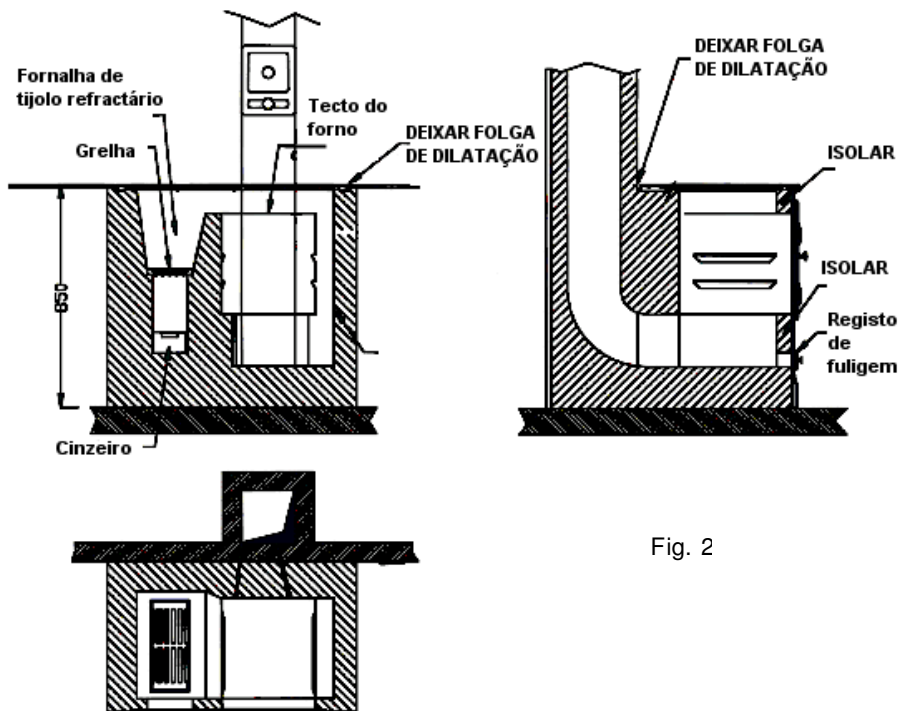 Fornalha de
tijolo refractário
Grelha
Tecto do
forno
DEIXAR FOLGA
DE DILATAÇÃO
850
Cinzeiro
DEIXAR FOLGA
DE DILATAÇÃO
ISOLAR
ISOLAR
Registo
de
fuligem
Fig. 2